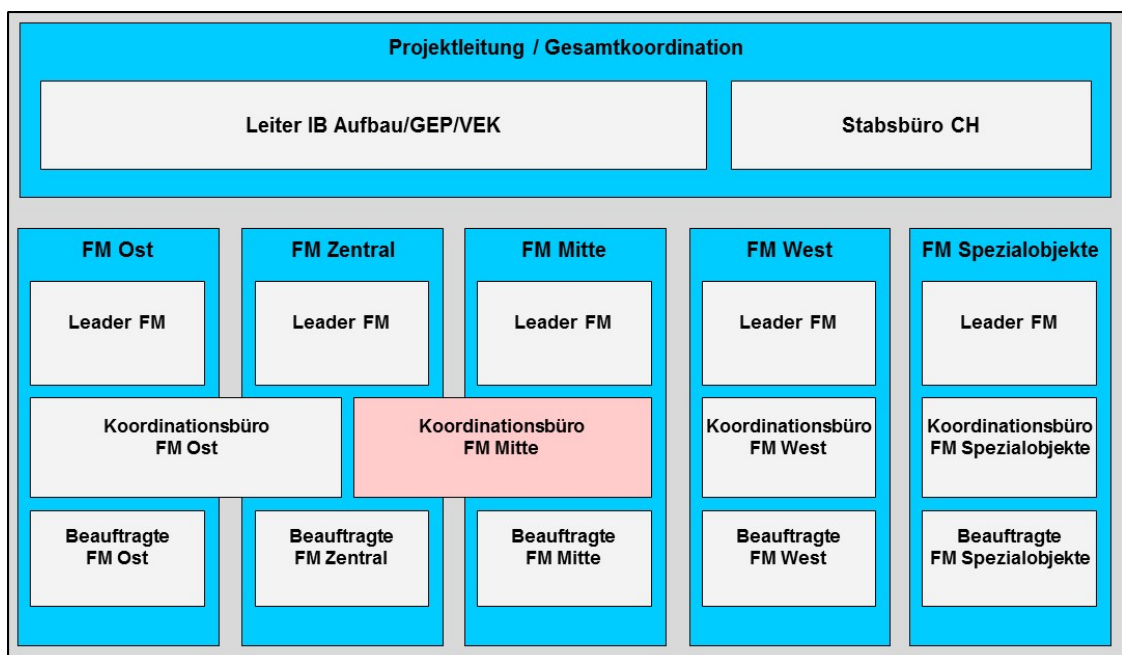 Projektleitung / Gesamtkoordination
Leiter IB Aufbau/GEP/VEK
Stabsbüro CH
FM Ost
FM Zentral
FM Mitte
FM West
FM Spezialobjekte
Leader FM
Leader FM
Leader FM
Leader FM
Leader FM
Koordinationsbüro
FM Ost
Koordinationsbüro
FM Mitte
Koordinationsbüro
FM West
Koordinationsbüro
FM Spezialobjekte
Beauftragte
FM Ost
Beauftragte
FM Zentral
Beauftragte
FM Mitte
Beauftragte
FM West
Beauftragte
FM Spezialobjekte